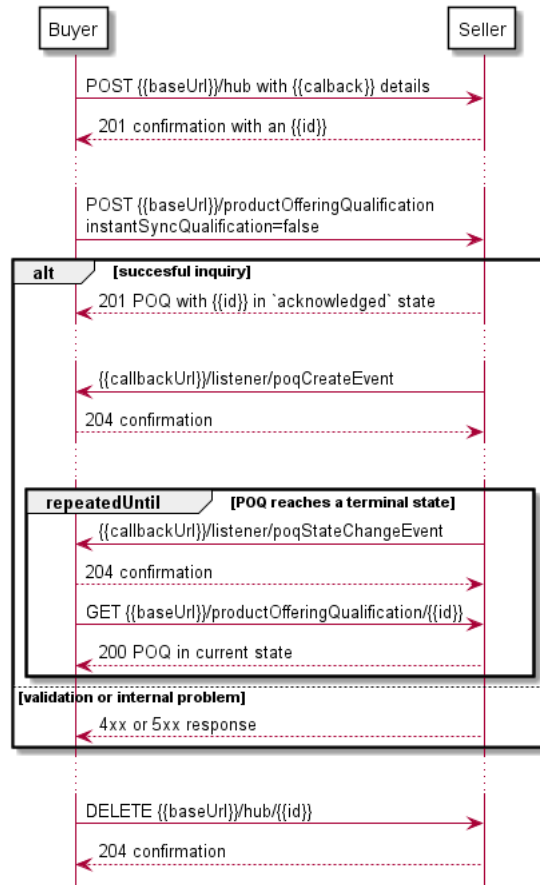 Buyer
Seller
POST {{baseUrl}}/hub with {{calback}} details
201 confirmation with an {{id}}
POST {{baseUrl}}/productOfferingQualification
instantSyncQualification=false
alt
[succesful inquiry]
201 POQ with {{id}} in `acknowledged` state
{{callbackUrl}}/listener/poqCreateEvent
204 confirmation
repeatedUntil
[POQ reaches a terminal state]
{{callbackUrl}}/listener/poqStateChangeEvent
204 confirmation
GET {{baseUrl}}/productOfferingQualification/{{id}}
200 POQ in current state
[validation or internal problem]
4xx or 5xx response
DELETE {{baseUrl}}/hub/{{id}}
204 confirmation